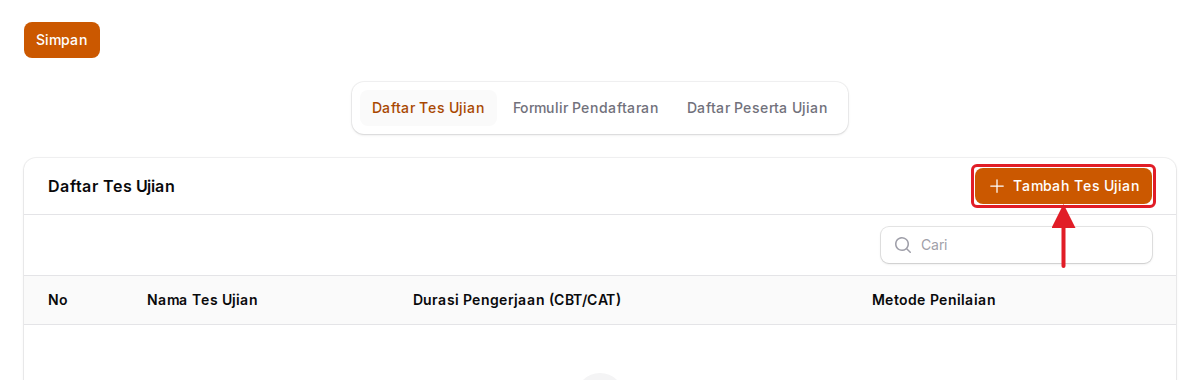 Simpan
Daftar Tes Ujian Formulir Pendaftaran Daftar Peserta Ujian
Daftar Tes Ujian
Tambah Tes Ujian
Cari
No Nama Tes Ujian Durasi Pengerjaan (CBT/CAT) Metode Penilaian